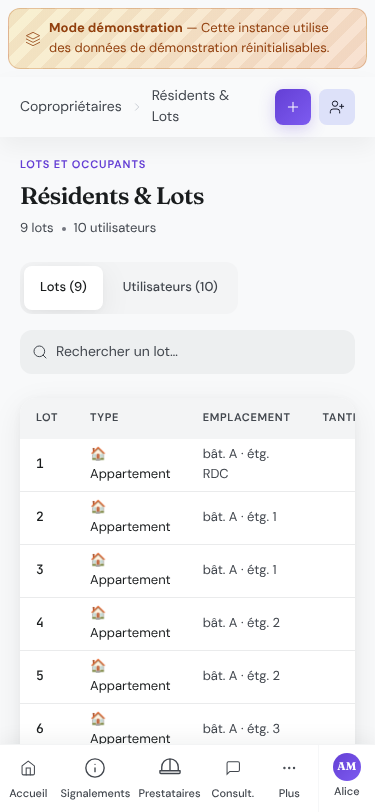 Mode démonstration — Cette instance utilise
des données de démonstration réinitialisables.
Copropriétaires
Résidents &
Lots
LOTS ET OCCUPANTS
Résidents & Lots
9 lots • 10 utilisateurs
Lots (9)
Utilisateurs (10)
Rechercher un lot…
LOT TYPE EMPLACEMENT TANTI
1 Appartement bât. A · étg. RDC
2 Appartement bât. A · étg. 1
3 Appartement bât. A · étg. 1
4 Appartement bât. A · étg. 2
5 Appartement bât. A · étg. 2
6 Appartement bât. A · étg. 3
AM
Accueil Signalements Prestataires Consult. Plus Alice